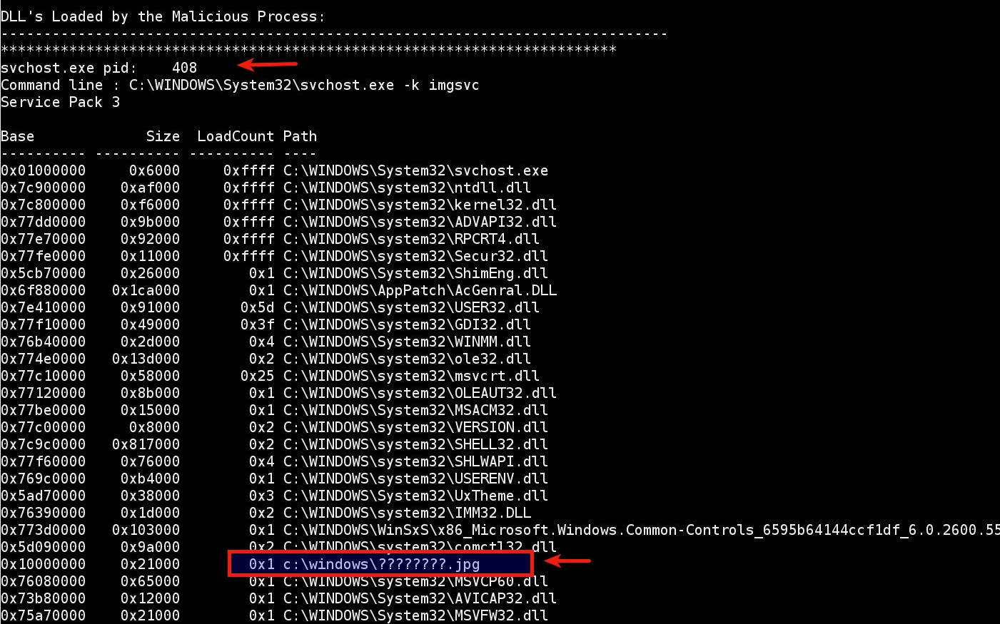 DLL's Loaded by the Malicious Process:
------------------------------------------------------------------------------
************************************************************************
svchost.exe pid:    408
Command line : C:\WINDOWS\System32\svchost.exe -k imgsvc
Service Pack 3
Base             Size  LoadCount Path
---------- ---------- ---------- ----
0x01000000     0x6000     0xffff C:\WINDOWS\System32\svchost.exe
0x7c900000    0xaf000     0xffff C:\WINDOWS\system32\ntdll.dll
0x7c800000    0xf6000     0xffff C:\WINDOWS\system32\kernel32.dll
0x77dd0000    0x9b000     0xffff C:\WINDOWS\system32\ADVAPI32.dll
0x77e70000    0x92000     0xffff C:\WINDOWS\system32\RPCRT4.dll
0x77fe0000    0x11000     0xffff C:\WINDOWS\system32\Secur32.dll
0x5cb70000    0x26000        0x1 C:\WINDOWS\System32\ShimEng.dll
0x6f880000   0x1ca000        0x1 C:\WINDOWS\AppPatch\AcGenral.DLL
0x7e410000    0x91000       0x5d C:\WINDOWS\system32\USER32.dll
0x77f10000    0x49000       0x3f C:\WINDOWS\system32\GDI32.dll
0x76b40000    0x2d000        0x4 C:\WINDOWS\System32\WINMM.dll
0x774e0000   0x13d000        0x2 C:\WINDOWS\system32\ole32.dll
0x77c10000    0x58000       0x25 C:\WINDOWS\system32\msvcrt.dll
0x77120000    0x8b000        0x1 C:\WINDOWS\system32\OLEAUT32.dll
0x77be0000    0x15000        0x1 C:\WINDOWS\System32\MSACM32.dll
0x77c00000     0x8000        0x2 C:\WINDOWS\system32\VERSION.dll
0x7c9c0000   0x817000        0x2 C:\WINDOWS\system32\SHELL32.dll
0x77f60000    0x76000        0x4 C:\WINDOWS\system32\SHLWAPI.dll
0x769c0000    0xb4000        0x1 C:\WINDOWS\system32\USERENV.dll
0x5ad70000    0x38000        0x3 C:\WINDOWS\System32\UxTheme.dll
0x76390000    0x1d000        0x2 C:\WINDOWS\system32\IMM32.DLL
0x773d0000   0x103000        0x1 C:\WINDOWS\WinSxS\x86_Microsoft.Windows.Common-Controls_6595b64144ccf1df_6.0.2600.55
0x5d090000    0x9a000        0x2 C:\WINDOWS\system32\comctl32.dll
0x10000000    0x21000        0x1 c:\windows\????????.jpg
0x76080000    0x65000        0x1 C:\WINDOWS\System32\MSVCP60.dll
0x73b80000    0x12000        0x1 C:\WINDOWS\System32\AVICAP32.dll
0x75a70000    0x21000        0x1 C:\WINDOWS\System32\MSVFW32.dll